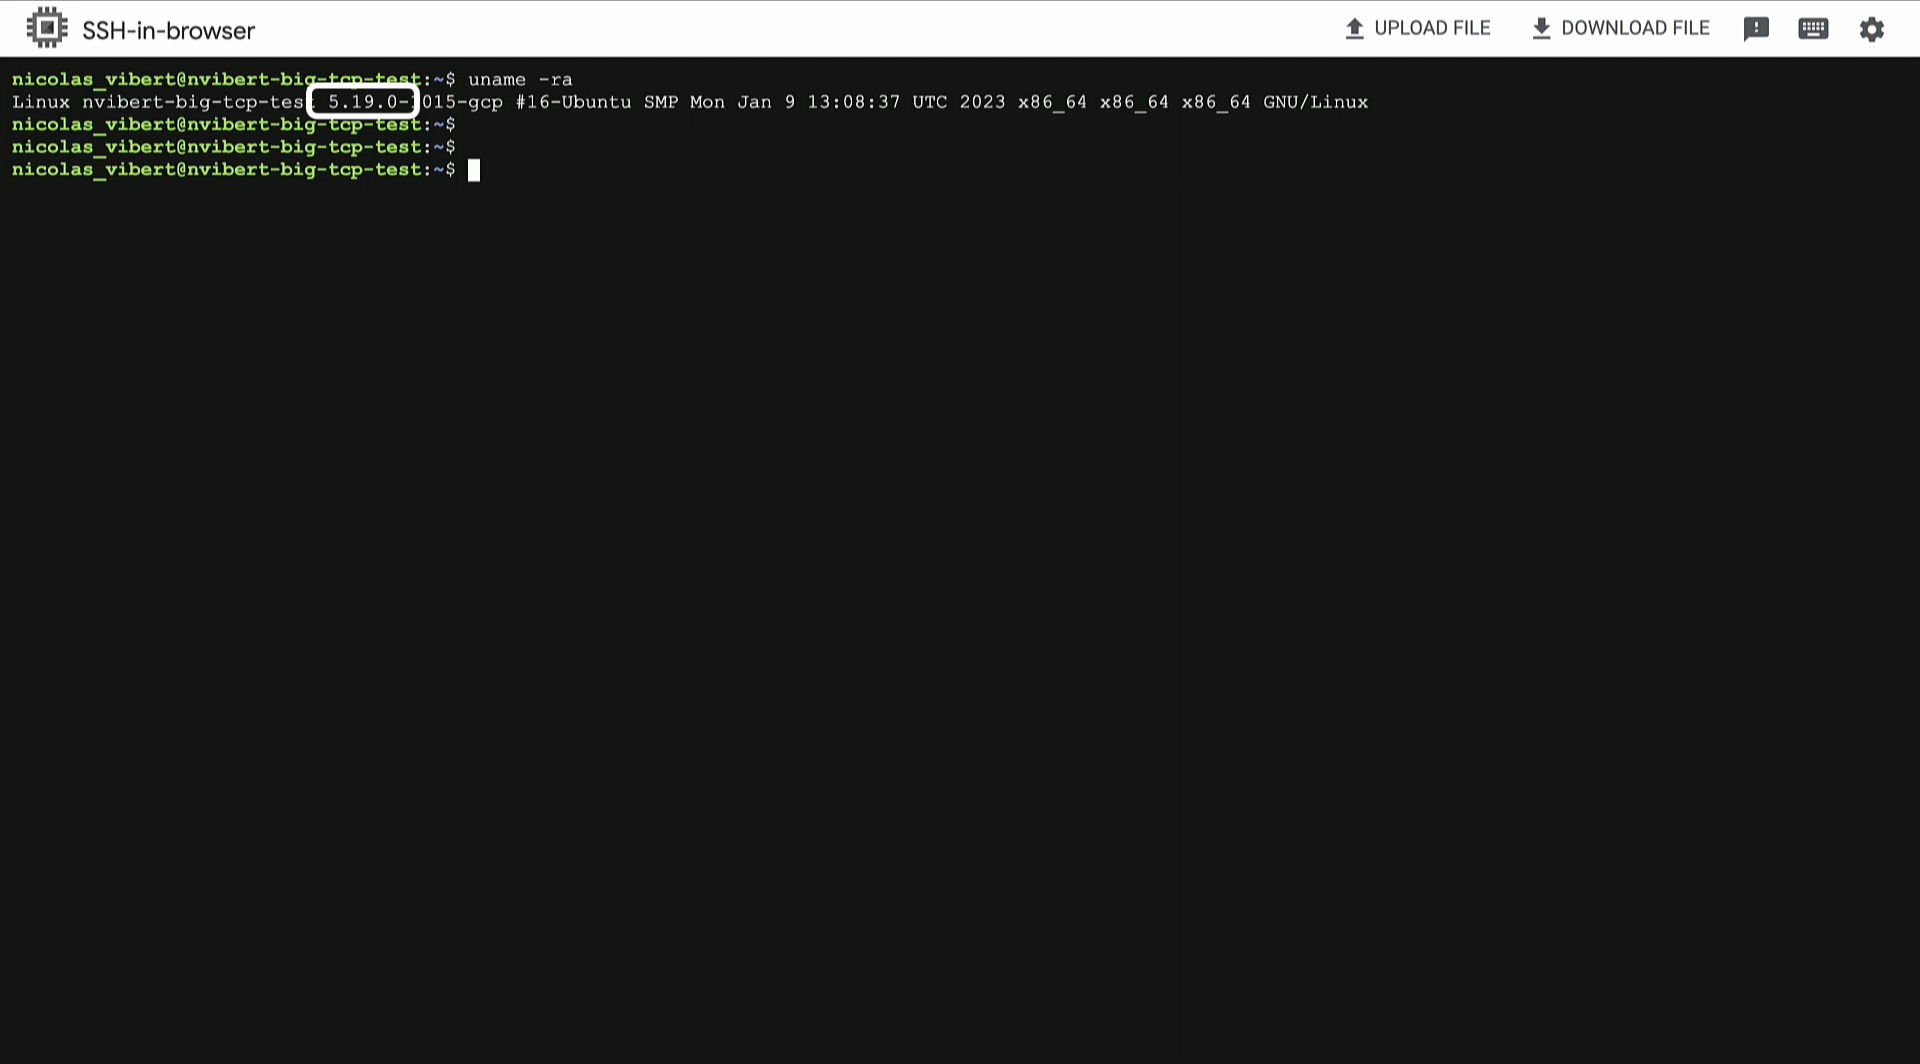 SSH-in-browser
UPLOAD FILE
DOWNLOAD FILE
nicolas_vibert@nvibert-big-tcp-test:~$ uname -ra
Linux nvibert-big-tcp-test 5.19.0-1015-gcp #16-Ubuntu SMP Mon Jan 9 13:08:37 UTC 2023 x86_64 x86_64 x86_64 GNU/Linux
nicolas_vibert@nvibert-big-tcp-test:~$
nicolas_vibert@nvibert-big-tcp-test:~$
nicolas_vibert@nvibert-big-tcp-test:~$